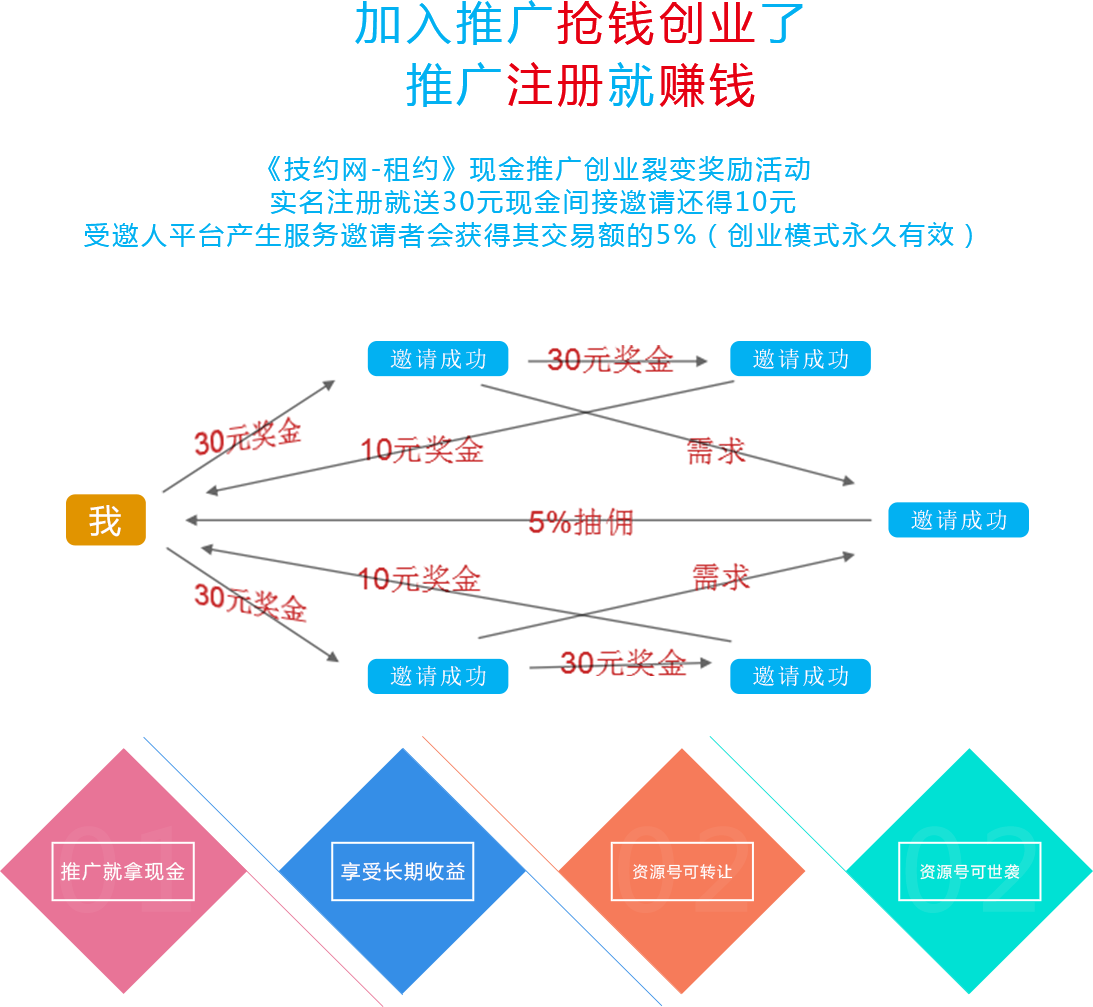 加入推广抢钱创业了
推广注册就赚钱
《技约网-租约》现金推广创业裂变奖励活动
实名注册就送30元现金间接邀请还得10元
受邀人平台产生服务邀请者会获得其交易额的5%（创业模式永久有效）
邀请成功
30元奖金
邀请成功
30元奖金
10元奖金
需求
我
5%抽佣
邀请成功
10元奖金
需求
30元奖金
邀请成功
30元奖金
邀请成功
01
推广就拿现金
享受长期收益
02
资源号可转让
02
资源号可世袭